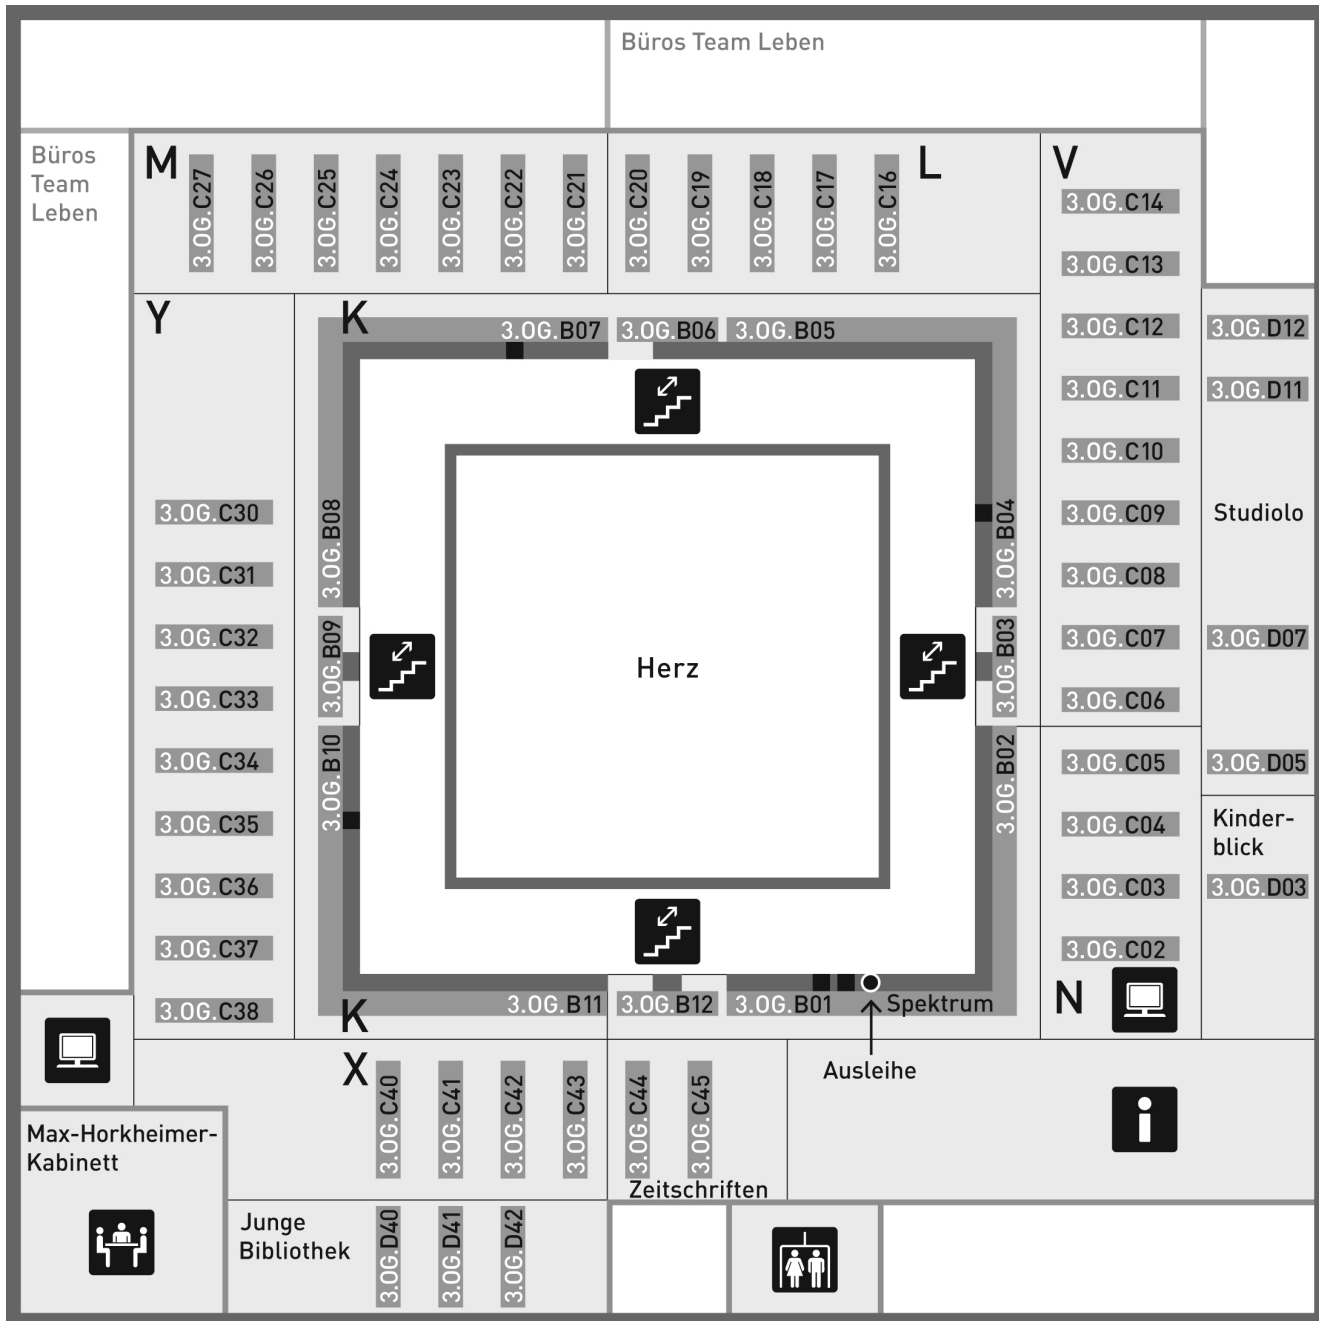 Büros Team Leben
Büros
Team
Leben
M
3.OG.C27
3.OG.C26
3.OG.C25
3.OG.C24
3.OG.C23
3.OG.C22
3.OG.C21
3.OG.C20
3.OG.C19
3.OG.C18
3.OG.C17
3.OG.C16
L
V
3.OG.C14
3.OG.C13
3.OG.C12
3.OG.C11
3.OG.C10
3.OG.C09
3.OG.C08
3.OG.C07
3.OG.C06
3.OG.D12
3.OG.D11
Studiolo
3.OG.D07
3.OG.D05
Y
3.OG.C30
3.OG.C31
3.OG.C32
3.OG.C33
3.OG.C34
3.OG.C35
3.OG.C36
3.OG.C37
3.OG.C38
K
3.OG.B07
3.OG.B06
3.OG.B05
3.OG.B08
3.OG.B09
3.OG.B10
Herz
3.OG.B04
3.OG.B03
3.OG.B02
K
3.OG.B11
3.OG.B12
3.OG.B01
Spektrum
Ausleihe
3.OG.C05
3.OG.C04
3.OG.C03
3.OG.C02
N
Kinder-
blick
3.OG.D03
X
3.OG.C40
3.OG.C41
3.OG.C42
3.OG.C43
3.OG.C44
3.OG.C45
Zeitschriften
i
Max-Horkheimer-
Kabinett
Junge
Bibliothek
3.OG.D40
3.OG.D41
3.OG.D42